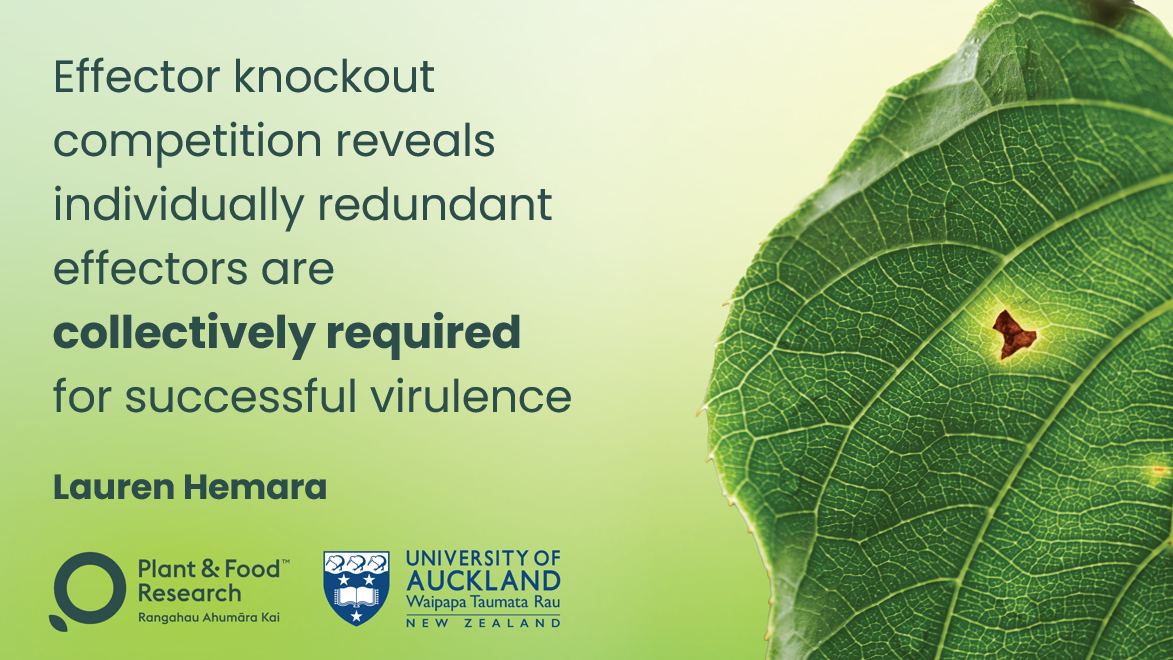 Effector knockout
competition reveals
individually redundant
effectors are
collectively required
for successful virulence
Lauren Hemara
Plant & Food™
Research
Rangahau Ahumāra Kai
UNIVERSITY OF
AUCKLAND
Waipapa Taumata Rau
NEW ZEALAND